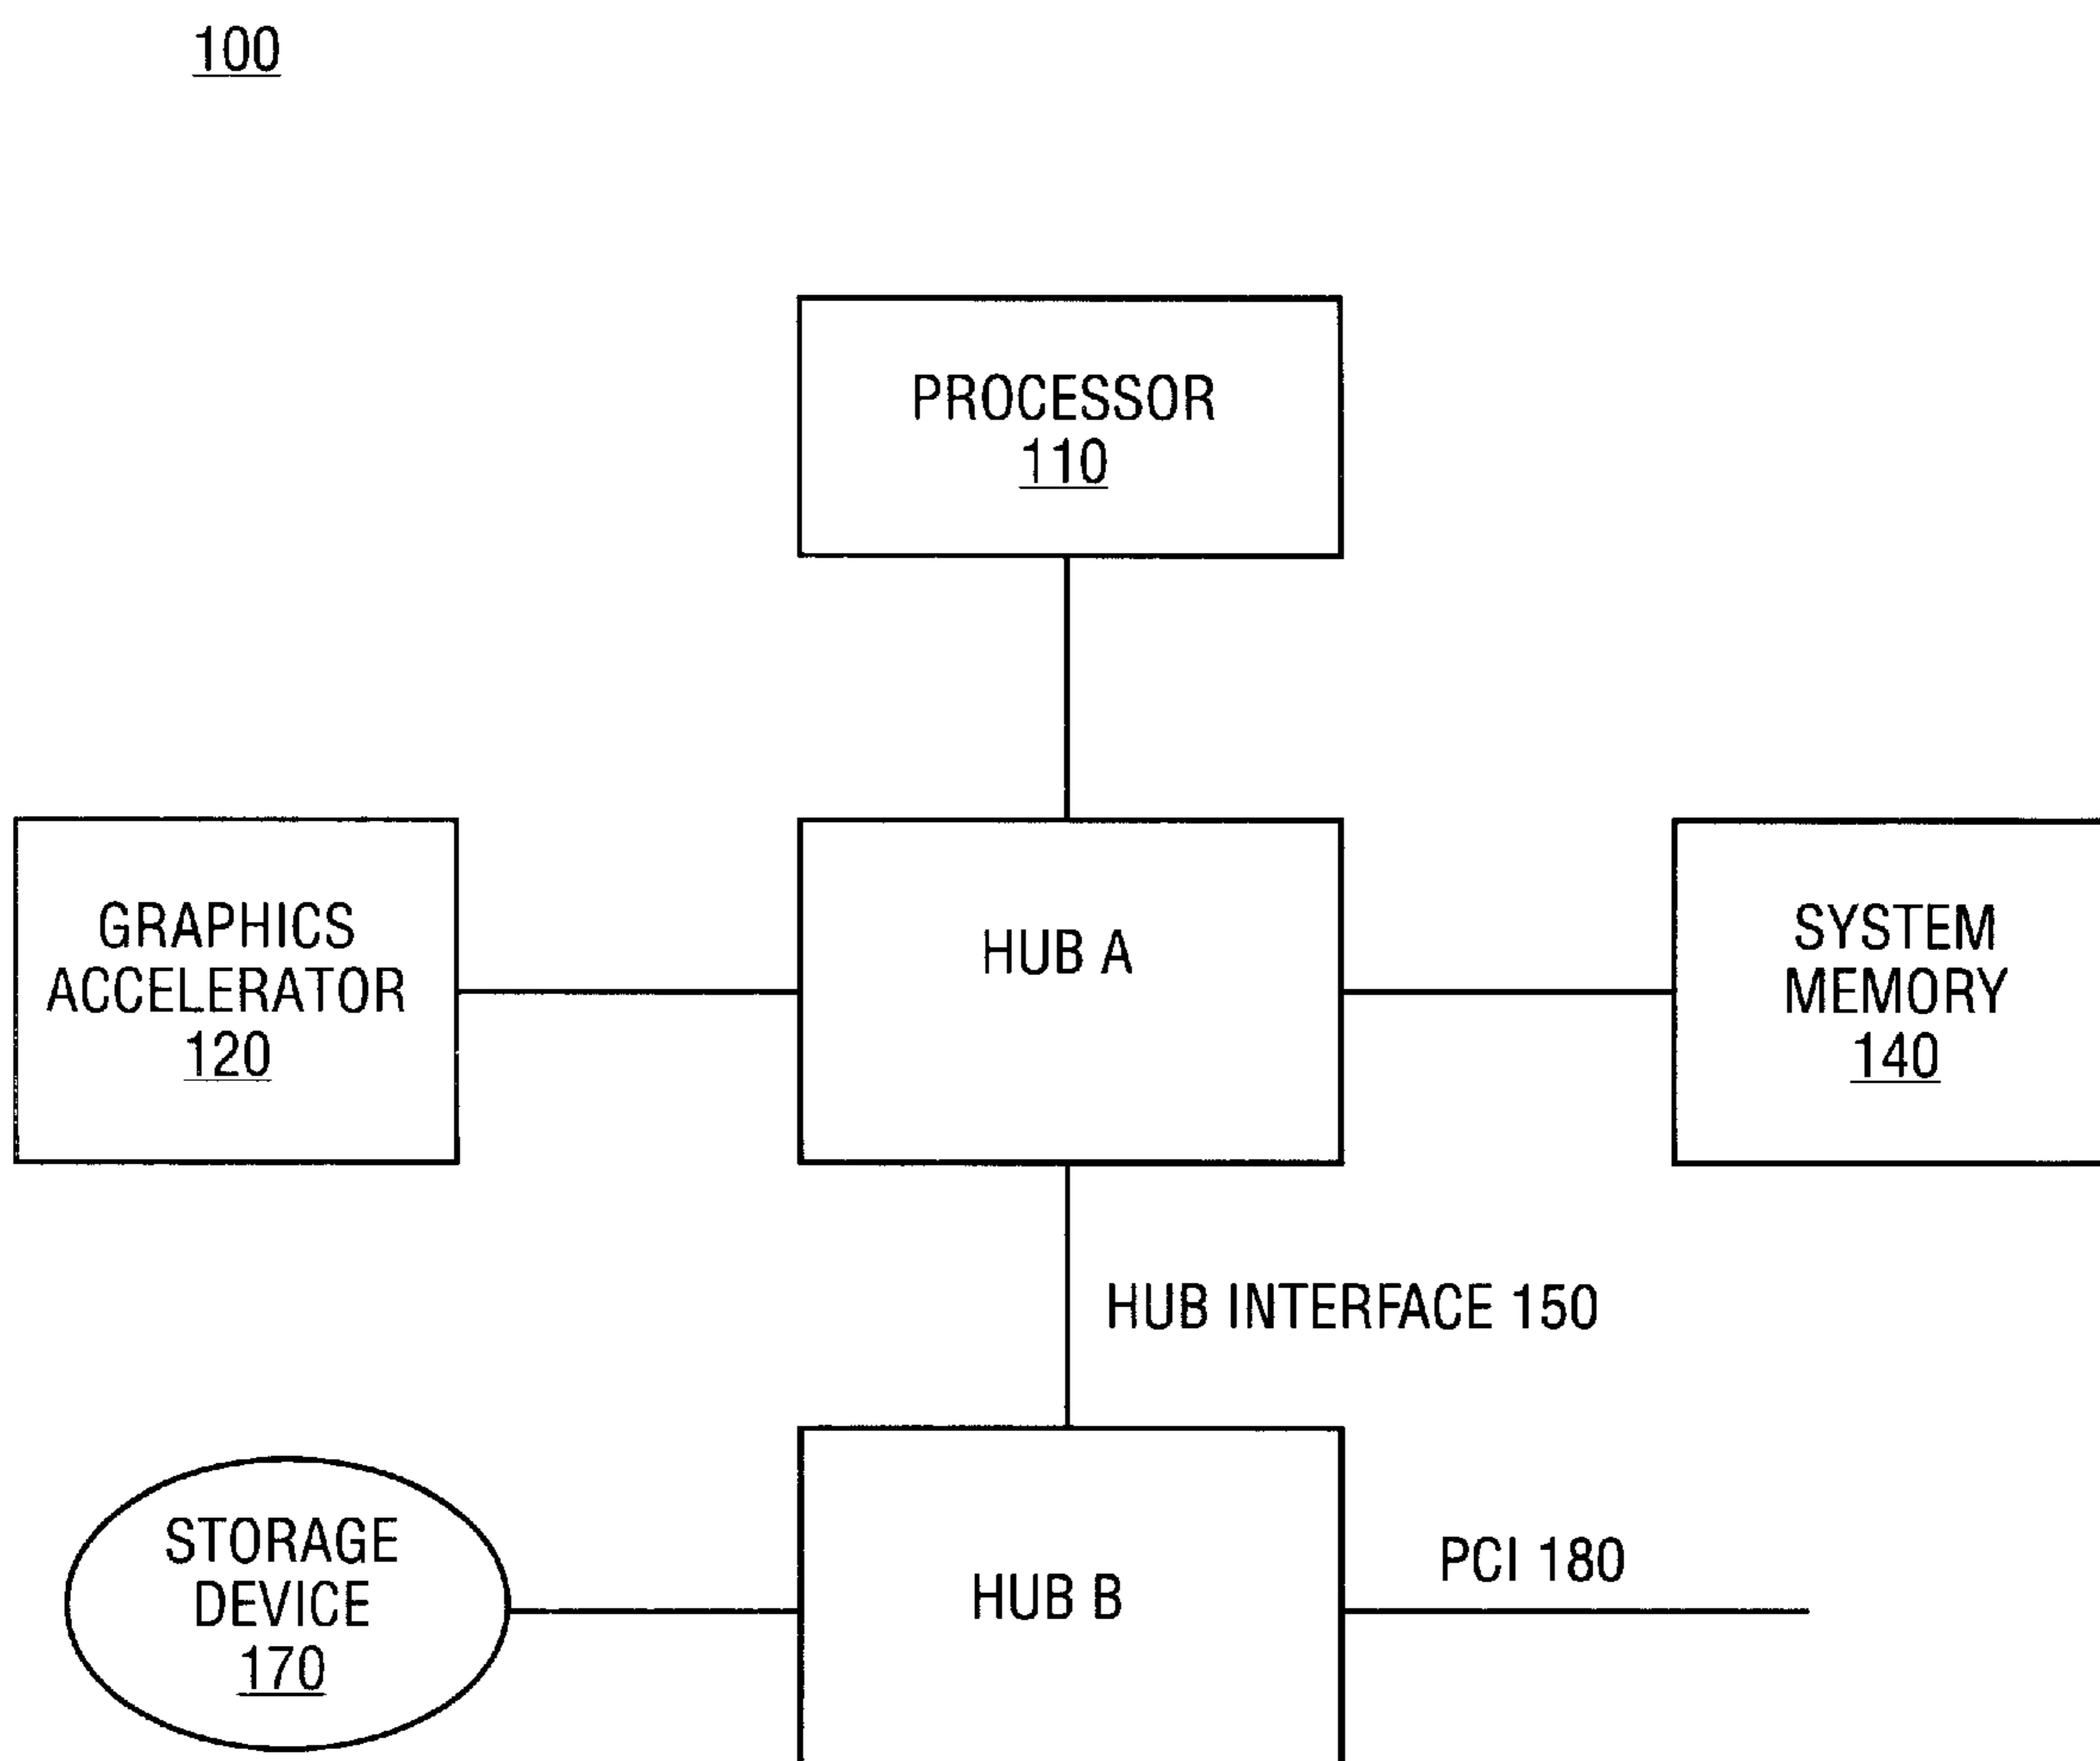 100
PROCESSOR
110
GRAPHICS
ACCELERATOR
120
HUB A
SYSTEM
MEMORY
140
HUB INTERFACE 150
STORAGE
DEVICE
170
HUB B
PCI 180